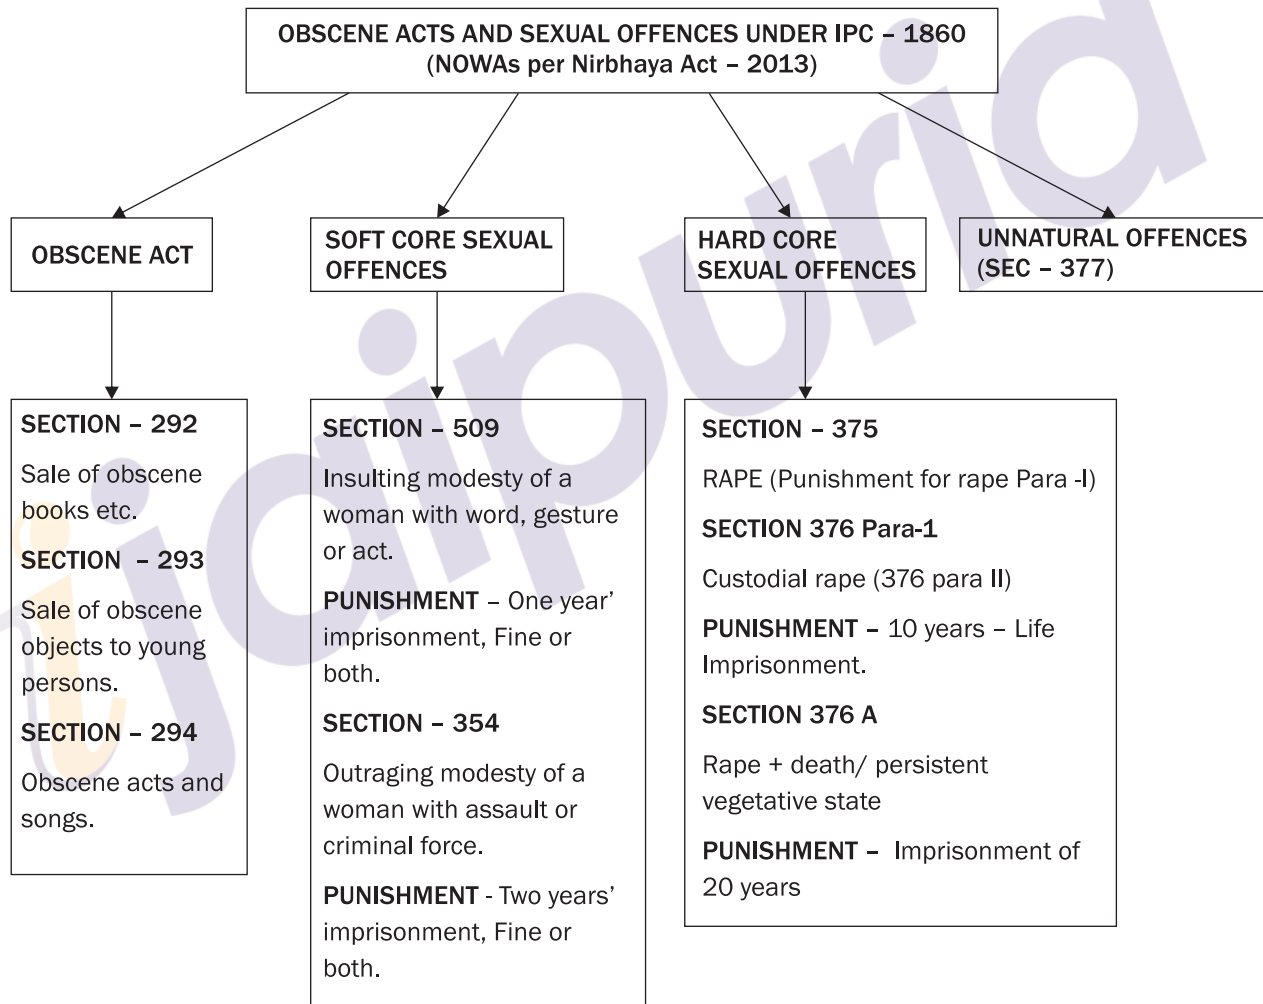 OBSCENE ACTS AND SEXUAL OFFENCES UNDER IPC – 1860
(NOWAs per Nirbhaya Act – 2013)
OBSCENE ACT
SOFT CORE SEXUAL
OFFENCES
HARD CORE
SEXUAL OFFENCES
UNNATURAL OFFENCES
(SEC – 377)
SECTION – 292
Sale of obscene
books etc.
SECTION – 293
Sale of obscene
objects to young
persons.
SECTION – 294
Obscene acts and
songs.
SECTION – 509
Insulting modesty of a
woman with word, gesture
or act.
PUNISHMENT – One year'
imprisonment, Fine or
both.
SECTION – 354
Outraging modesty of a
woman with assault or
criminal force.
PUNISHMENT - Two years'
imprisonment, Fine or
both.
SECTION – 375
RAPE (Punishment for rape Para -I)
SECTION 376 Para-1
Custodial rape (376 para II)
PUNISHMENT – 10 years – Life
Imprisonment.
SECTION 376 A
Rape + death/ persistent
vegetative state
PUNISHMENT – Imprisonment of
20 years
ijaipuria